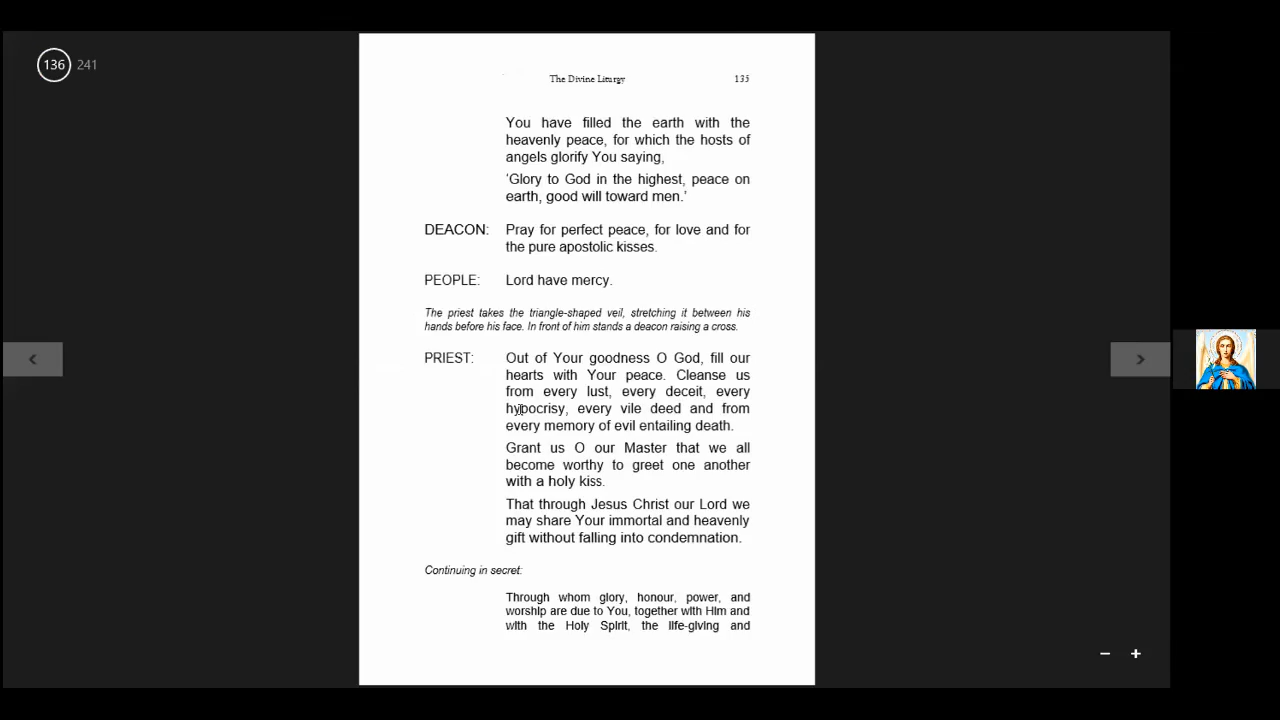 136 241
The Divine Liturgy 135
You have filled the earth with the
heavenly peace, for which the hosts of
angels glorify You saying,
'Glory to God in the highest, peace on
earth, good will toward men.'
DEACON: Pray for perfect peace, for love and for
the pure apostolic kisses.
PEOPLE: Lord have mercy.
The priest takes the triangle-shaped veil, stretching it between his
hands before his face. In front of him stands a deacon raising a cross.
PRIEST: Out of Your goodness O God, fill our
hearts with Your peace. Cleanse us
from every lust, every deceit, every
hypocrisy, every vile deed and from
every memory of evil entailing death.
Grant us O our Master that we all
become worthy to greet one another
with a holy kiss.
That through Jesus Christ our Lord we
may share Your immortal and heavenly
gift without falling into condemnation.
Continuing in secret:
Through whom glory, honour, power, and
worship are due to You, together with Him and
with the Holy Spirit, the life-giving and